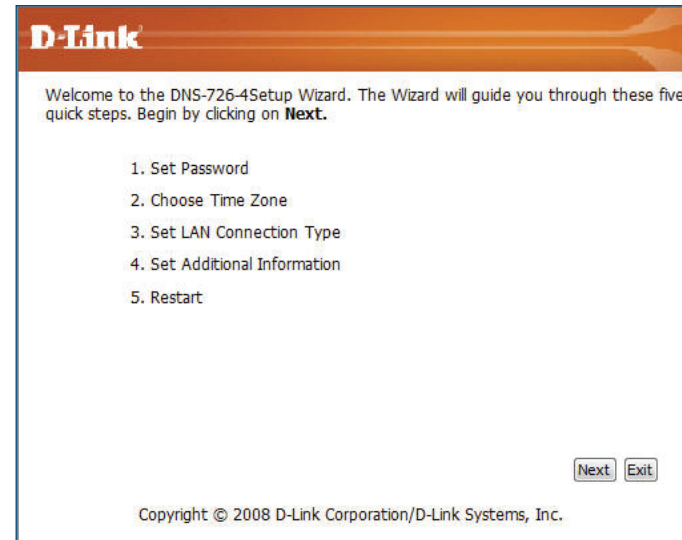 D-Link
Welcome to the DNS-726-4Setup Wizard. The Wizard will guide you through these five
quick steps. Begin by clicking on Next.
1. Set Password
2. Choose Time Zone
3. Set LAN Connection Type
4. Set Additional Information
5. Restart
Next Exit
Copyright © 2008 D-Link Corporation/D-Link Systems, Inc.